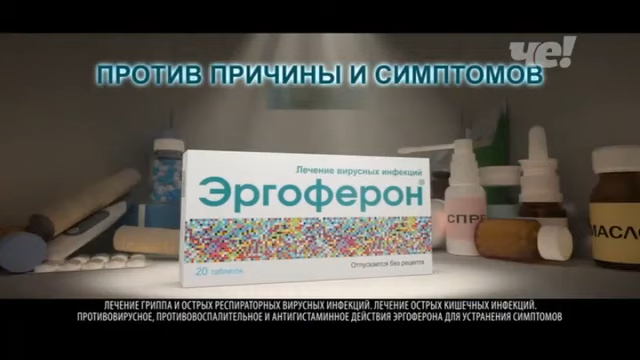 че!
ПРОТИВ ПРИЧИНЫ И СИМПТОМОВ
Лечение вирусных инфекций
Эргоферон®
20 таблеток
Отпускается без рецепта
СПРЕ
МАСЛО
ЛЕЧЕНИЕ ГРИППА И ОСТРЫХ РЕСПИРАТОРНЫХ ВИРУСНЫХ ИНФЕКЦИЙ. ЛЕЧЕНИЕ ОСТРЫХ КИШЕЧНЫХ ИНФЕКЦИЙ.
ПРОТИВОВИРУСНОЕ, ПРОТИВОВОСПАЛИТЕЛЬНОЕ И АНТИГИСТАМИННОЕ ДЕЙСТВИЯ ЭРГОФЕРОНА ДЛЯ УСТРАНЕНИЯ СИМПТОМОВ